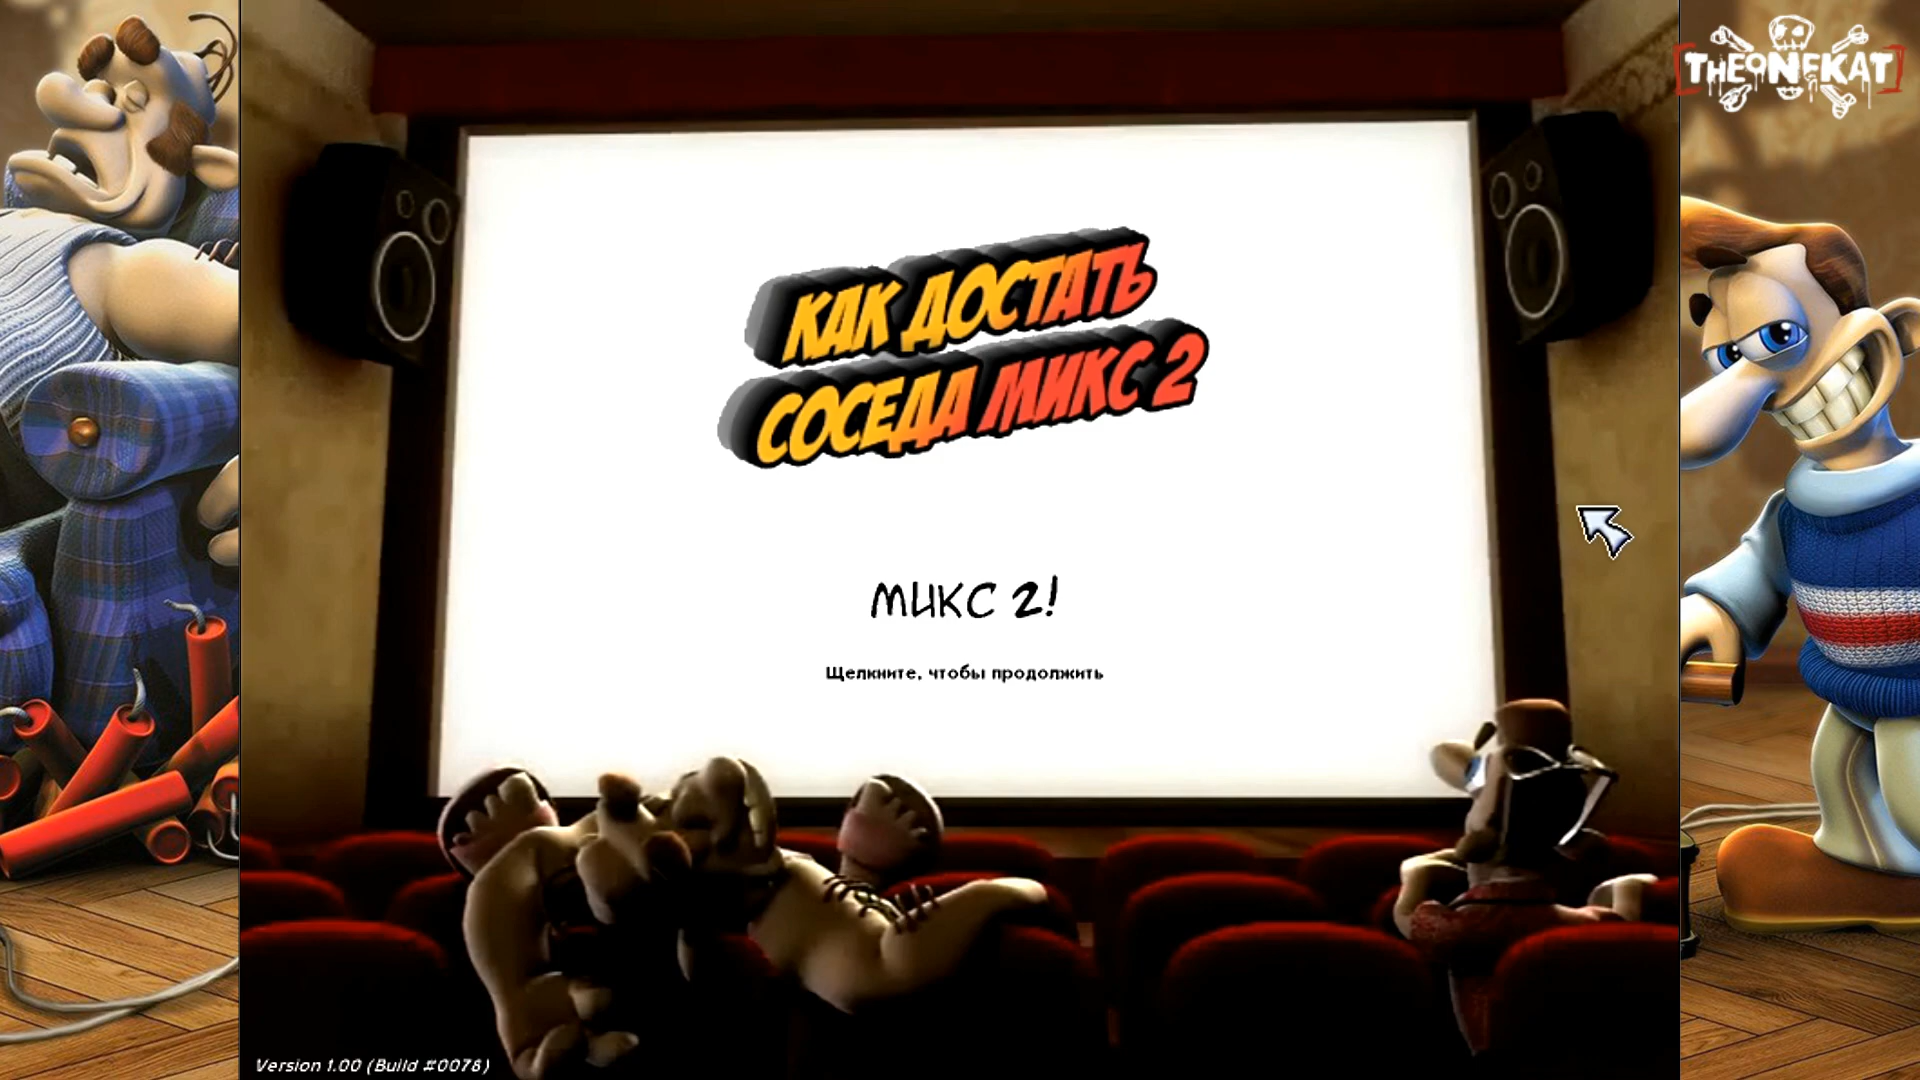 THEONEKAT
КАК ДОСТАТЬ
СОСЕДА МИКС 2
МИКС 2!
Щелкните, чтобы продолжить
Version 1.00 (Build #0078)